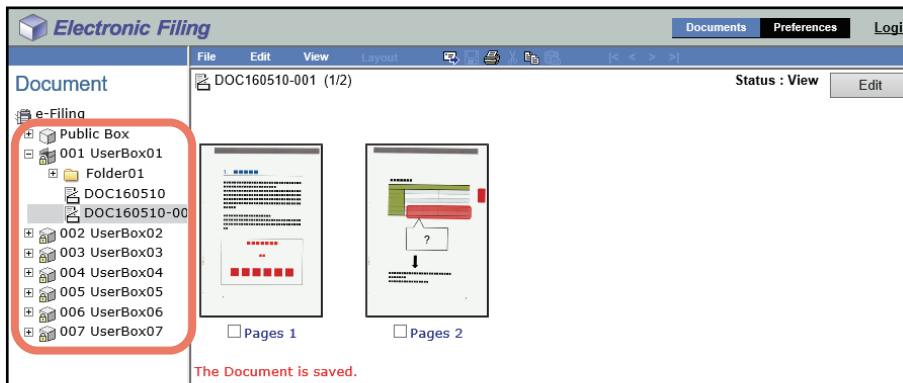 Electronic Filing
Documents
Preferences
Logi
File
Edit
View
Layout
|< < > >|
Document
DOC160510-001 (1/2)
Status : View
Edit
e-Filing
Public Box
001 UserBox01
Folder01
DOC160510
DOC160510-00
002 UserBox02
003 UserBox03
004 UserBox04
005 UserBox05
006 UserBox06
007 UserBox07
?
Pages 1
Pages 2
The Document is saved.